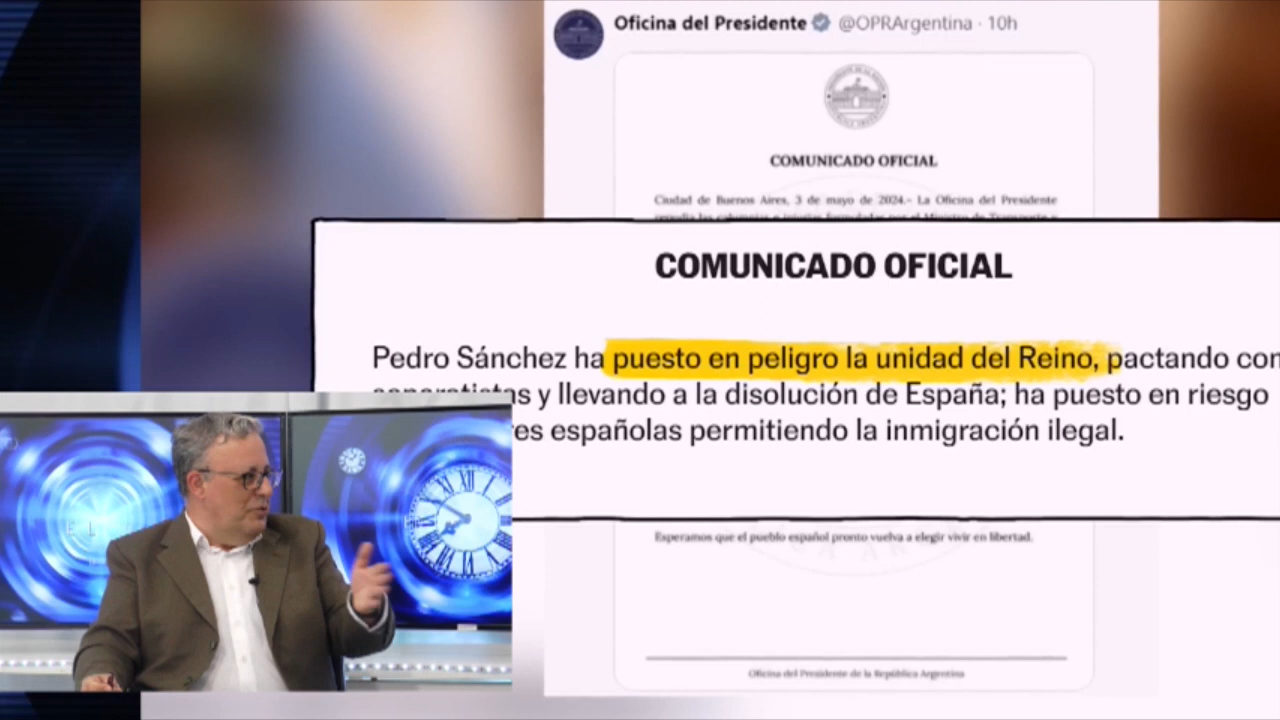 Oficina del Presidente @OPRArgentina · 10h
COMUNICADO OFICIAL
Ciudad de Buenos Aires, 3 de mayo de 2024.- La Oficina del Presidente
COMUNICADO OFICIAL
Pedro Sánchez ha puesto en peligro la unidad del Reino, pactando con
y llevando a la disolución de España; ha puesto en riesgo
españolas permitiendo la inmigración ilegal.
Esperamos que el pueblo español pronto vuelva a elegir vivir en libertad.
Oficina del Presidente de la República Argentina